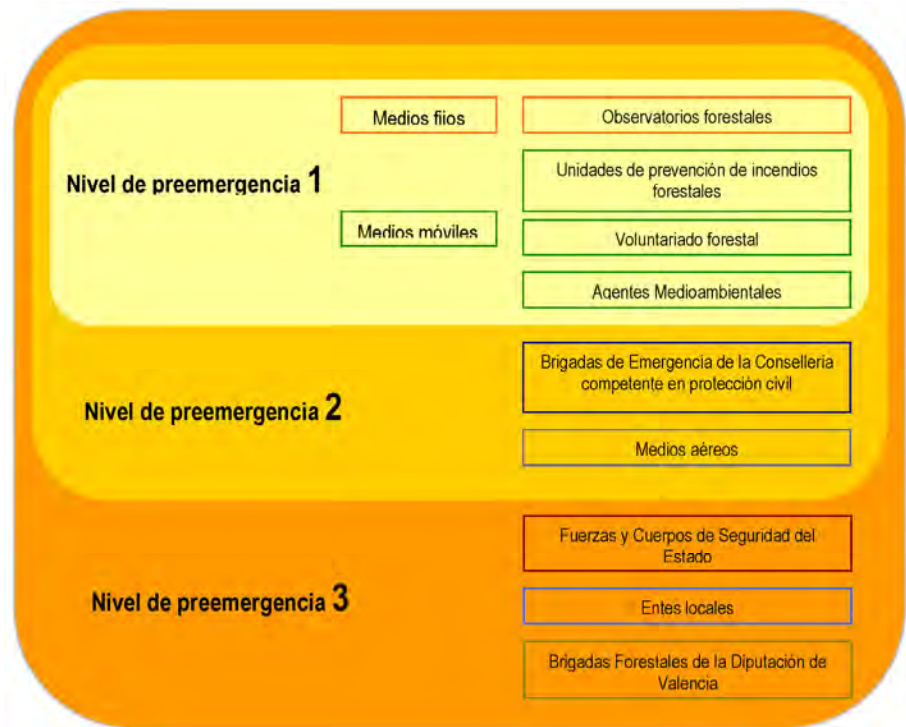 Medios fiios
Observatorios forestales
Nivel de preemergencia 1
Unidades de prevención de incendios
forestales
Medios móviles
Voluntariado forestal
Agentes Medioambientales
Brigadas de Emergencia de la Conselleria
competente en protección civil
Nivel de preemergencia 2
Medios aéreos
Fuerzas y Cuerpos de Seguridad del
Estado
Nivel de preemergencia 3
Entes locales
Brigadas Forestales de la Diputación de
Valencia